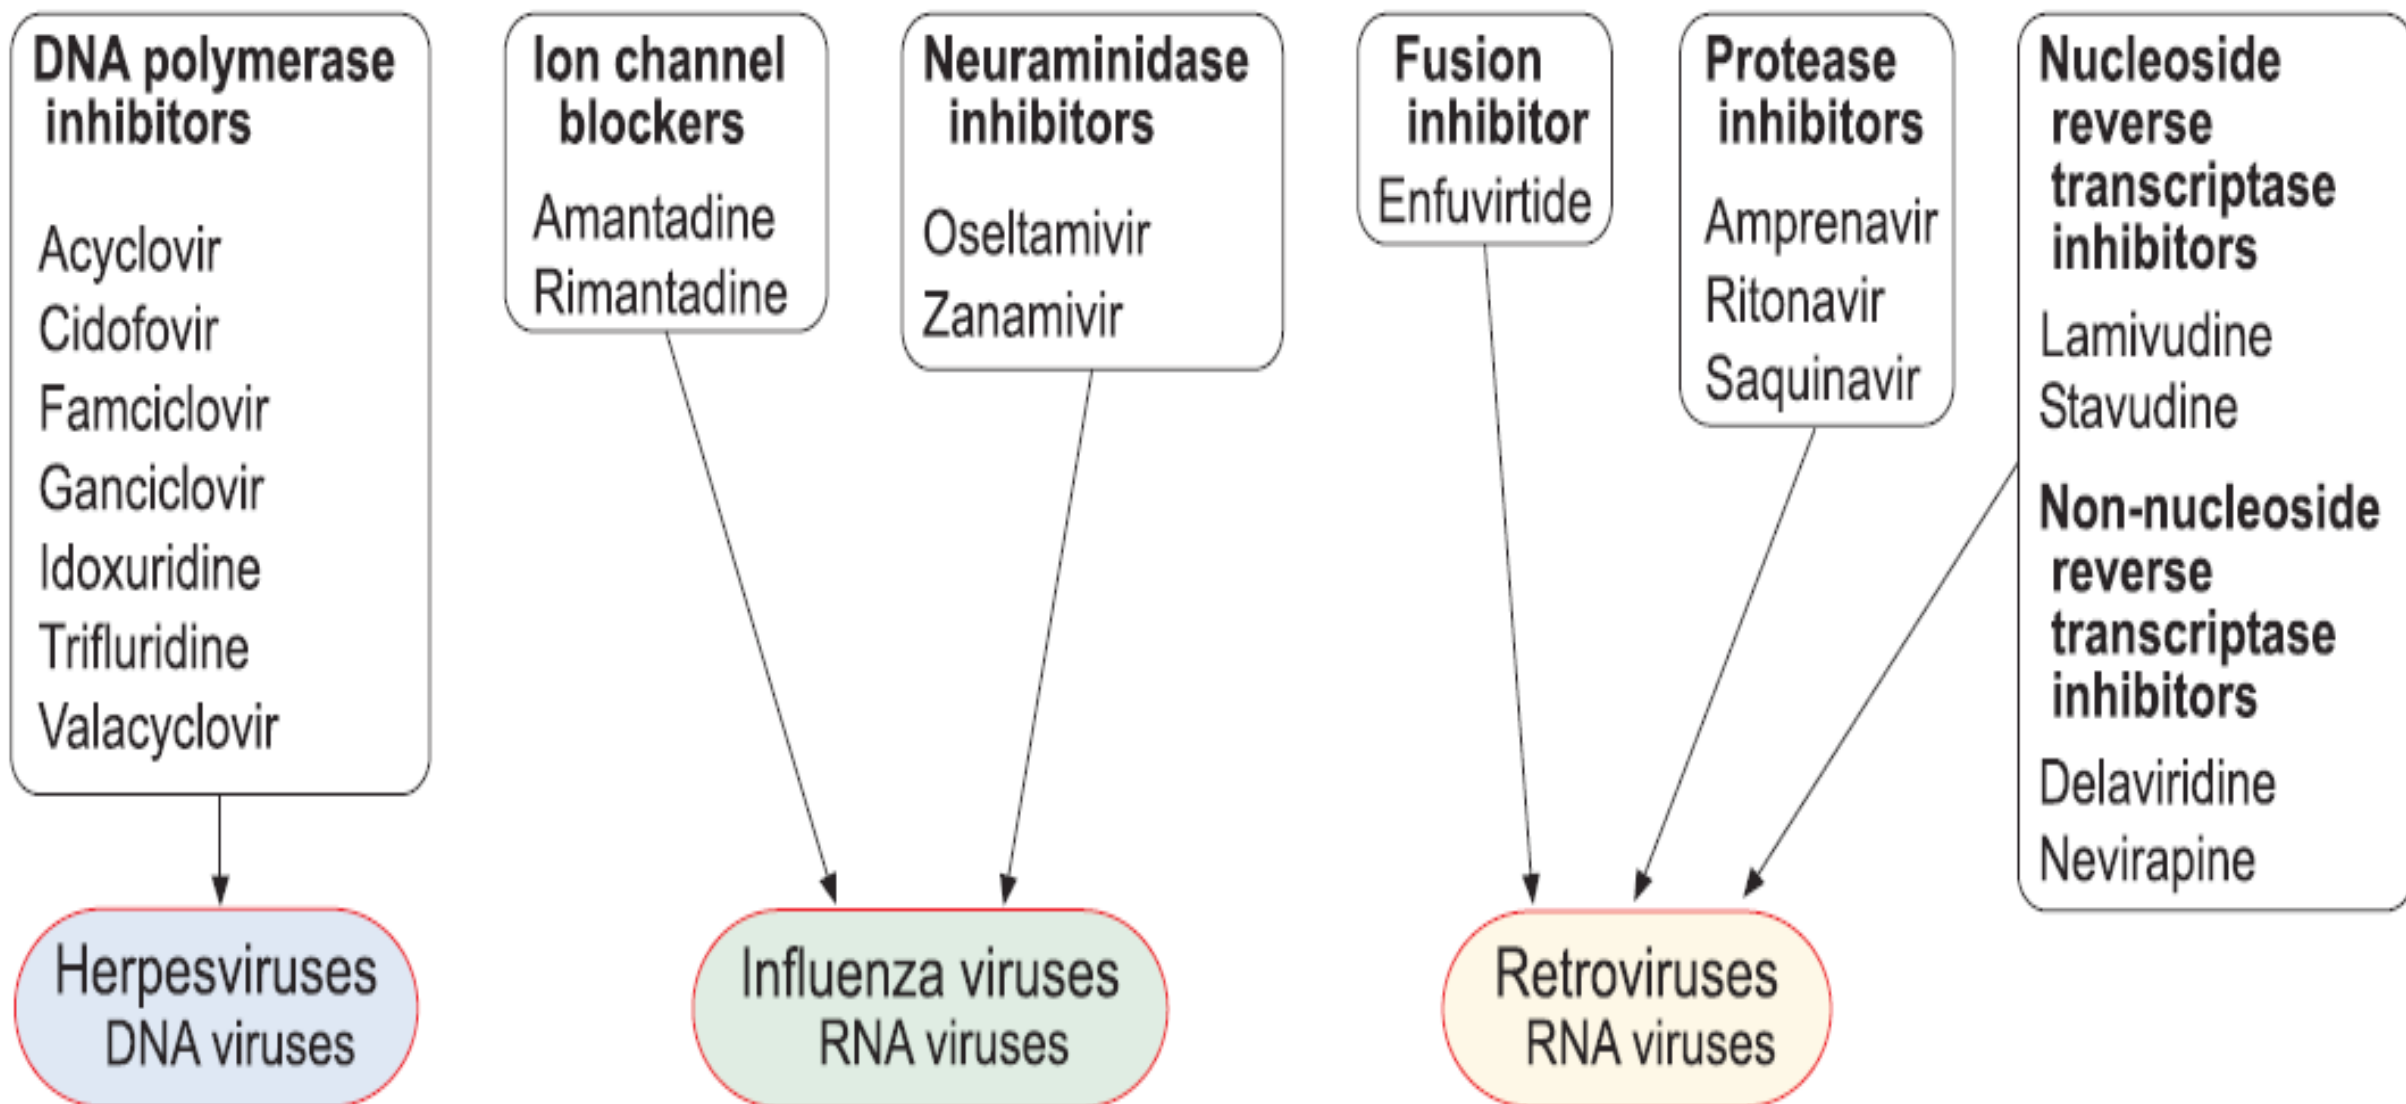 DNA polymerase
inhibitors
Acyclovir
Cidofovir
Famciclovir
Ganciclovir
Idoxuridine
Trifluridine
Valacyclovir
Ion channel
blockers
Amantadine
Rimantadine
Neuraminidase
inhibitors
Oseltamivir
Zanamivir
Fusion
inhibitor
Enfuvirtide
Protease
inhibitors
Amprenavir
Ritonavir
Saquinavir
Nucleoside
reverse
transcriptase
inhibitors
Lamivudine
Stavudine
Non-nucleoside
reverse
transcriptase
inhibitors
Delaviridine
Nevirapine
Herpesviruses
DNA viruses
Influenza viruses
RNA viruses
Retroviruses
RNA viruses